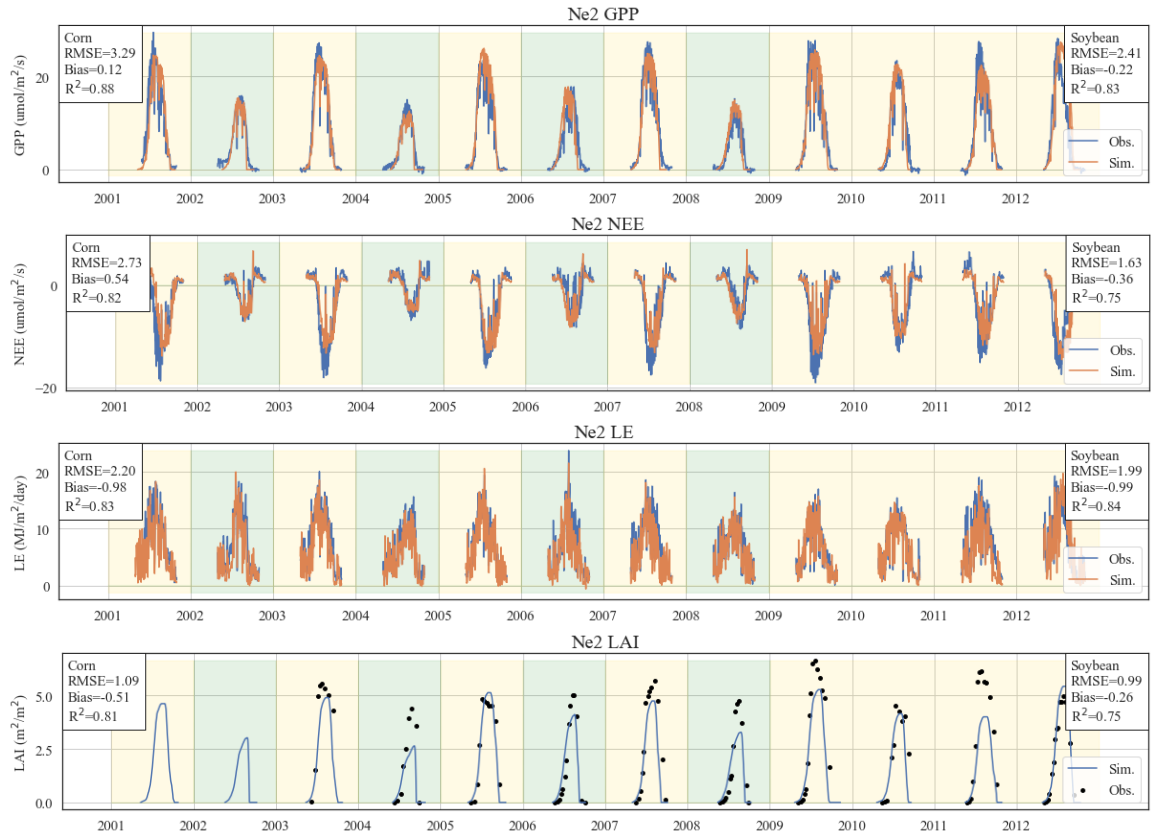 Ne2 GPP
Corn
RMSE=3.29
Bias=0.12
R²=0.88
Soybean
RMSE=2.41
Bias=-0.22
R²=0.83
GPP (umol/m²/s)
20
0
Obs.
Sim.
2001 2002 2003 2004 2005 2006 2007 2008 2009 2010 2011 2012
Ne2 NEE
Corn
RMSE=2.73
Bias=0.54
R²=0.82
Soybean
RMSE=1.63
Bias=-0.36
R²=0.75
NEE (umol/m²/s)
0
−20
Obs.
Sim.
2001 2002 2003 2004 2005 2006 2007 2008 2009 2010 2011 2012
Ne2 LE
Corn
RMSE=2.20
Bias=-0.98
R²=0.83
Soybean
RMSE=1.99
Bias=-0.99
R²=0.84
LE (MJ/m²/day)
20
10
0
Obs.
Sim.
2001 2002 2003 2004 2005 2006 2007 2008 2009 2010 2011 2012
Ne2 LAI
Corn
RMSE=1.09
Bias=-0.51
R²=0.81
Soybean
RMSE=0.99
Bias=-0.26
R²=0.75
LAI (m²/m²)
5.0
2.5
0.0
Sim.
Obs.
2001 2002 2003 2004 2005 2006 2007 2008 2009 2010 2011 2012